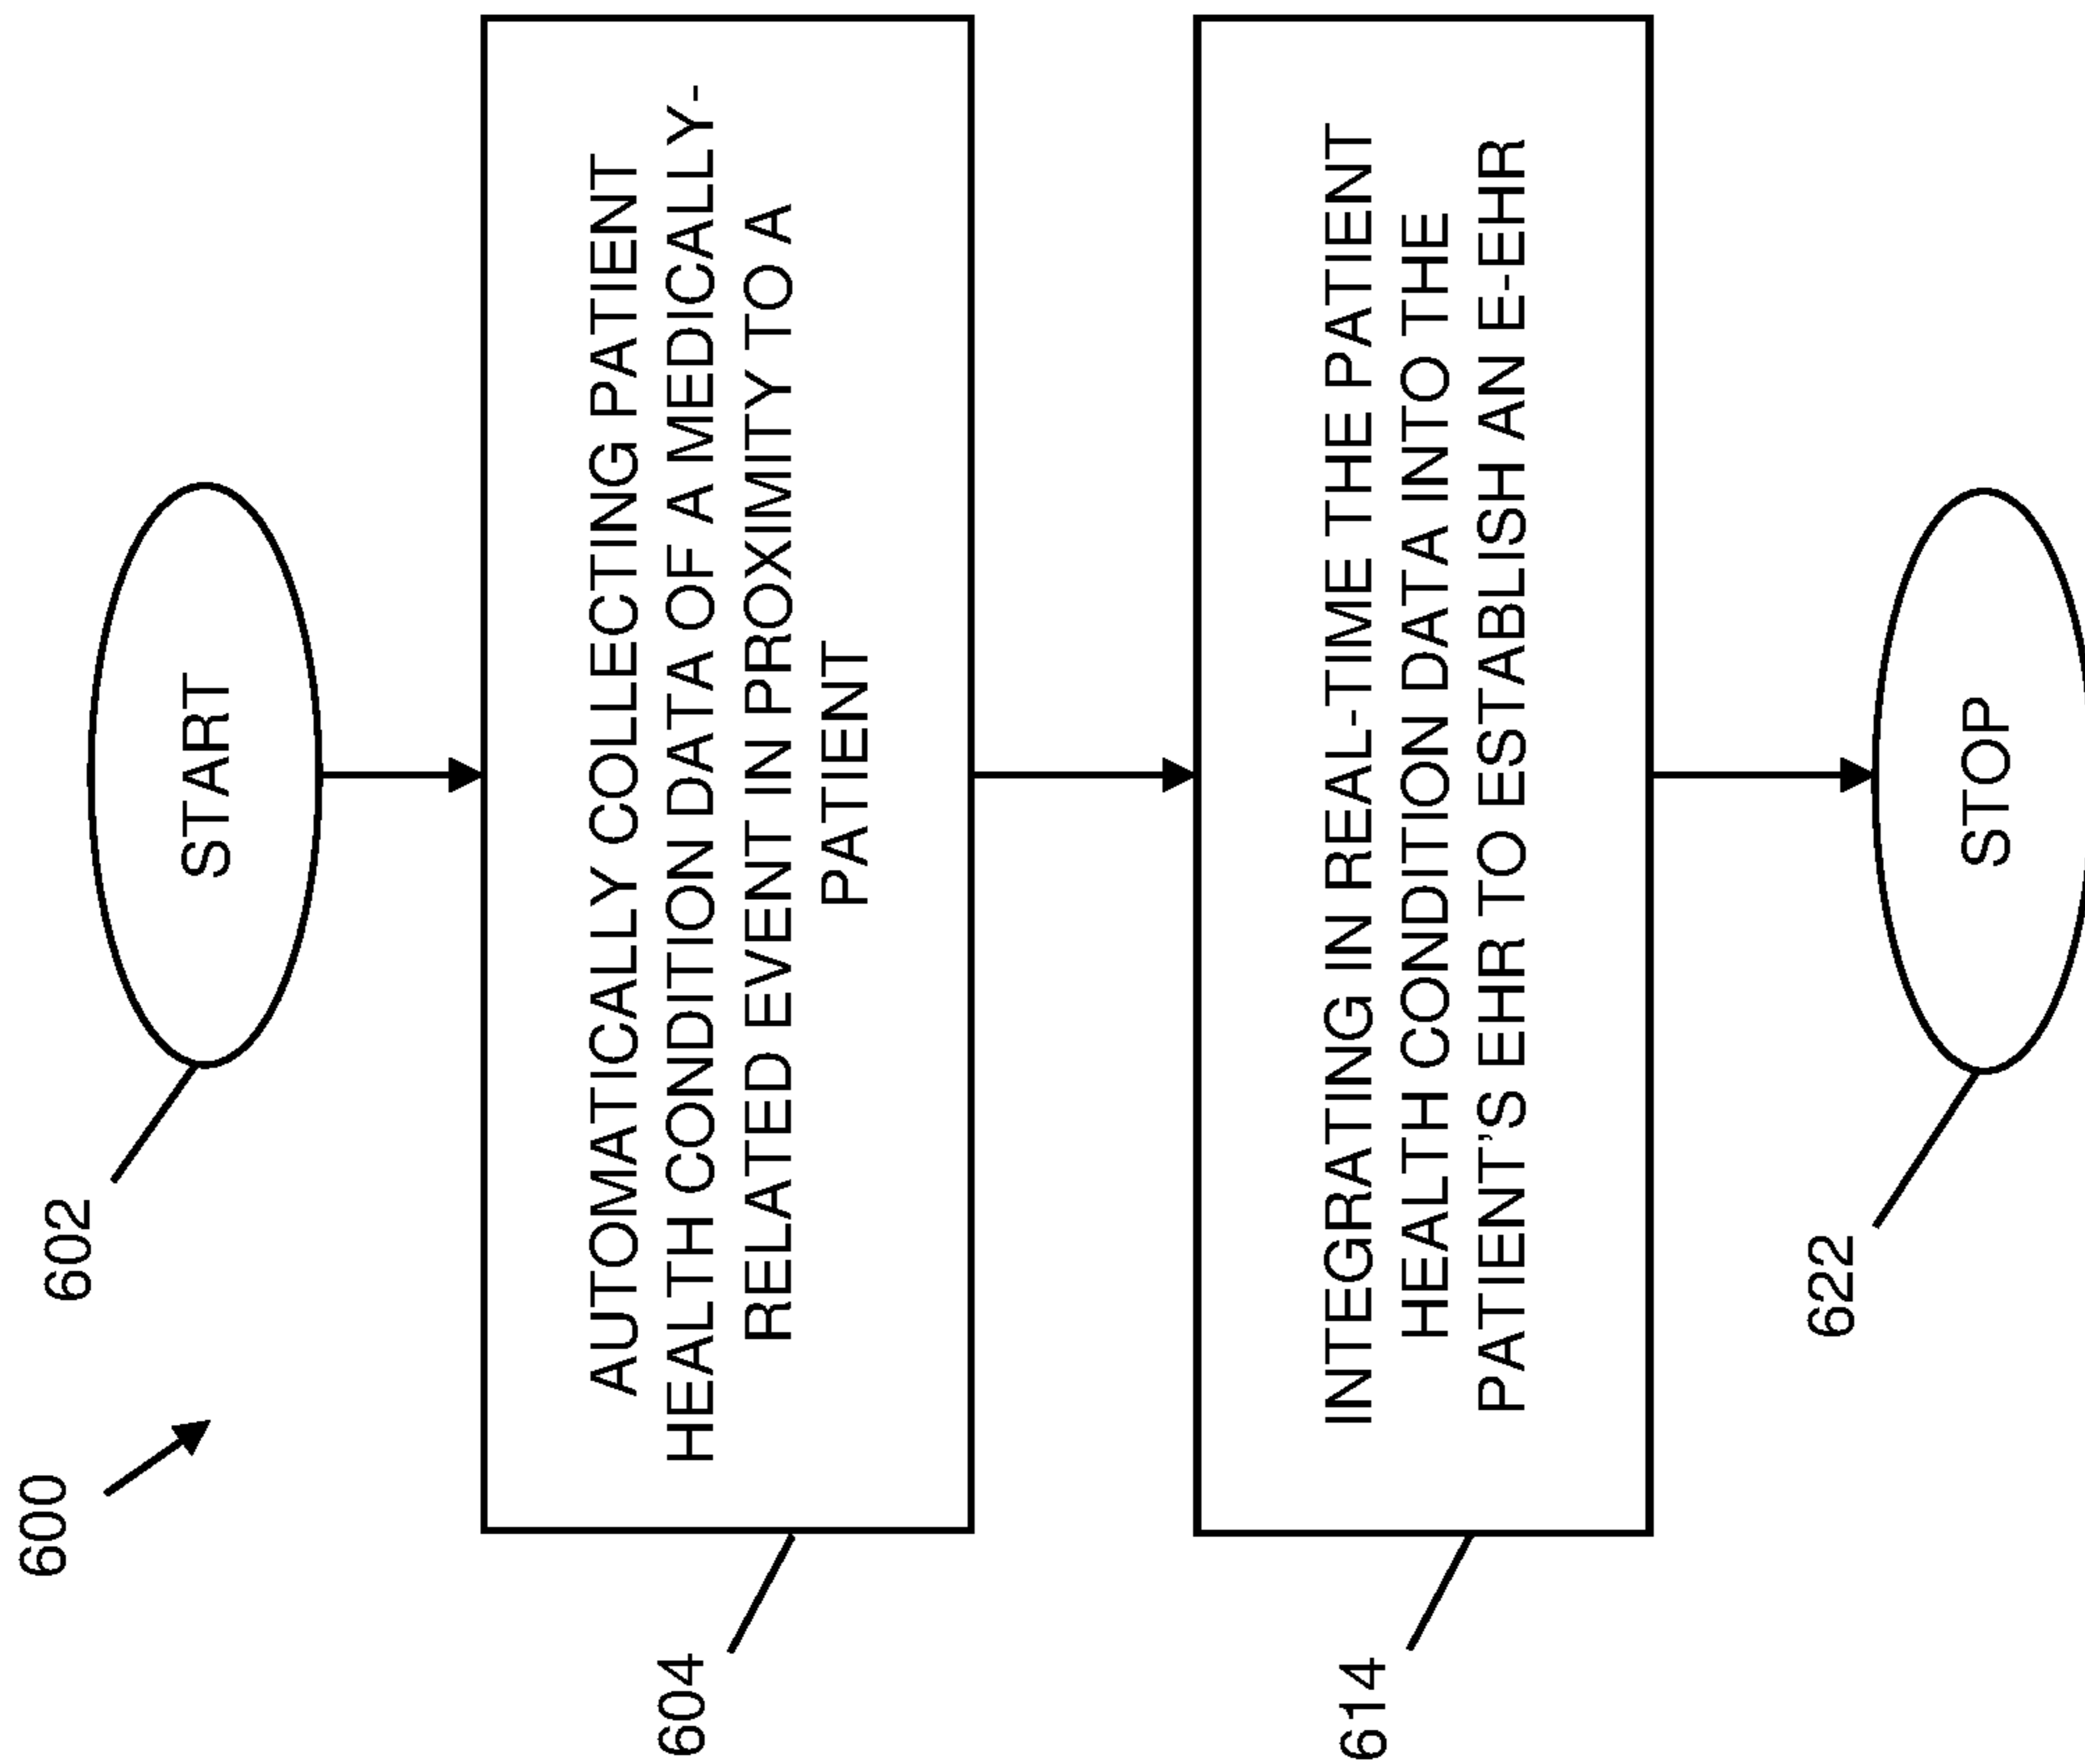 600
602
START
AUTOMATICALLY COLLECTING PATIENT
HEALTH CONDITION DATA OF A MEDICALLY-
RELATED EVENT IN PROXIMITY TO A
PATIENT
604
INTEGRATING IN REAL-TIME THE PATIENT
HEALTH CONDITION DATA INTO THE
PATIENT'S EHR TO ESTABLISH AN E-EHR
614
622
STOP